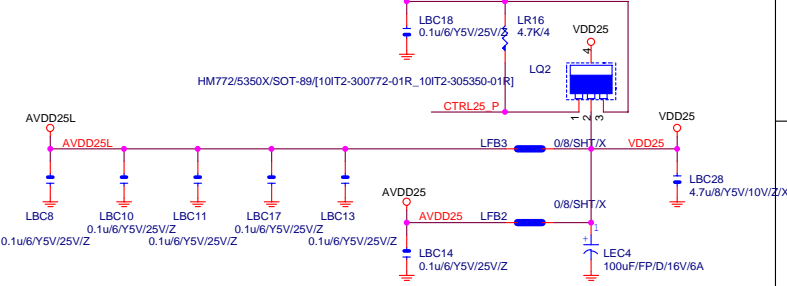 LBC18
0.1u/6/Y5V/25V/Z
LR16
4.7K/4
VDD25
4
LQ2
HM772/5350X/SOT-89/[10IT2-300772-01R_10IT2-305350-01R]
CTRL25_P
1
2
3
AVDD25L
AVDD25L
LFB3
0/8/SHT/X
VDD25
VDD25
LBC28
4.7u/8/Y5V/10V/Z/X
LBC8
0.1u/6/Y5V/25V/Z
LBC10
0.1u/6/Y5V/25V/Z
LBC11
0.1u/6/Y5V/25V/Z
LBC17
0.1u/6/Y5V/25V/Z
LBC13
0.1u/6/Y5V/25V/Z
AVDD25
AVDD25
LFB2
0/8/SHT/X
LBC14
0.1u/6/Y5V/25V/Z
1
+
LEC4
100uF/FP/D/16V/6A